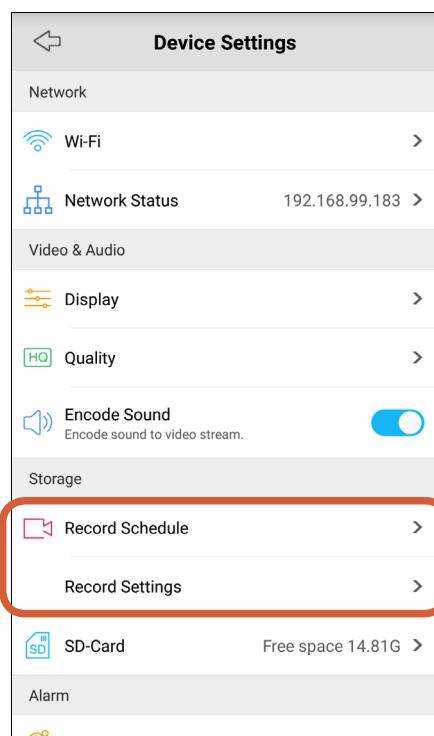 Device Settings
Network
Wi-Fi
Network Status 192.168.99.183
Video & Audio
Display
HQ Quality
Encode Sound
Encode sound to video stream.
Storage
Record Schedule
Record Settings
SD SD-Card Free space 14.81G
Alarm